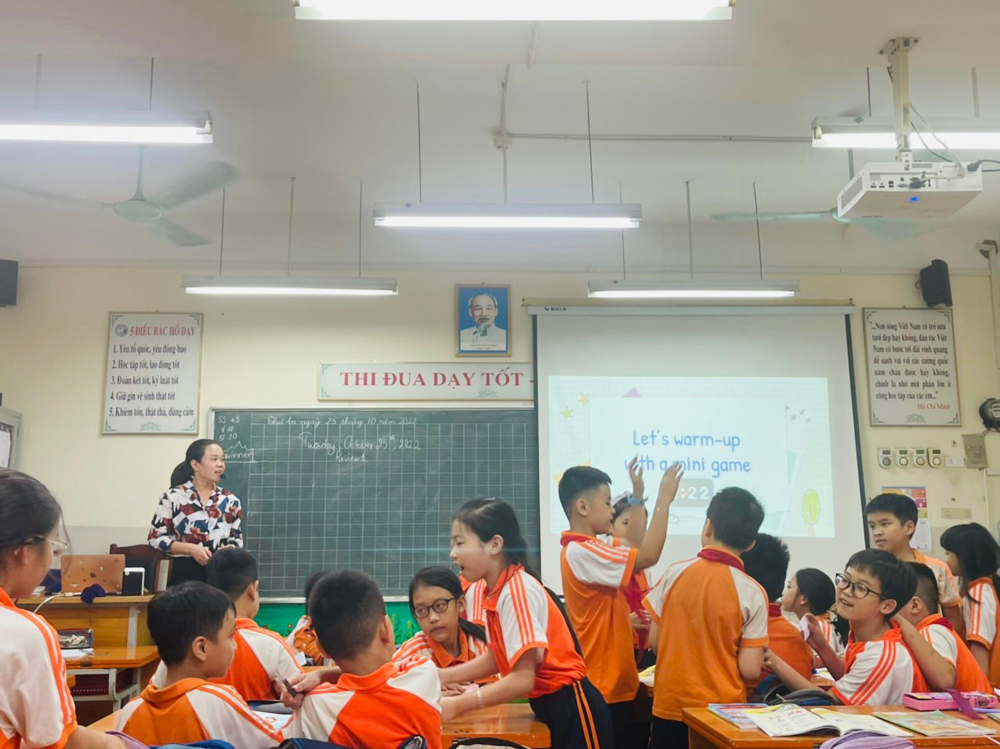 5 ĐIỀU BÁC HỒ DẠY
1. Yêu tổ quốc, yêu đồng bào
2. Học tập tốt, lao động tốt
3. Đoàn kết tốt, kỷ luật tốt
4. Giữ gìn vệ sinh thật tốt
5. Khiêm tốn, thật thà, dũng cảm
THI ĐUA DẠY TỐT -
SS 43
V 10
Đ 30
winner
Thứ ba ngày 25 tháng 10 năm 2022
Tuesday, October 25th, 2022
Review 1
VEGA
Let's warm-up
with a mini game
:22
"...Non sông Việt Nam có trở nên
tươi đẹp hay không, dân tộc Việt
Nam có bước tới đài vinh quang
để sánh vai với các cường quốc
năm châu được hay không,
chính là nhờ một phần lớn ở
công học tập của các em..."
Hồ Chí Minh